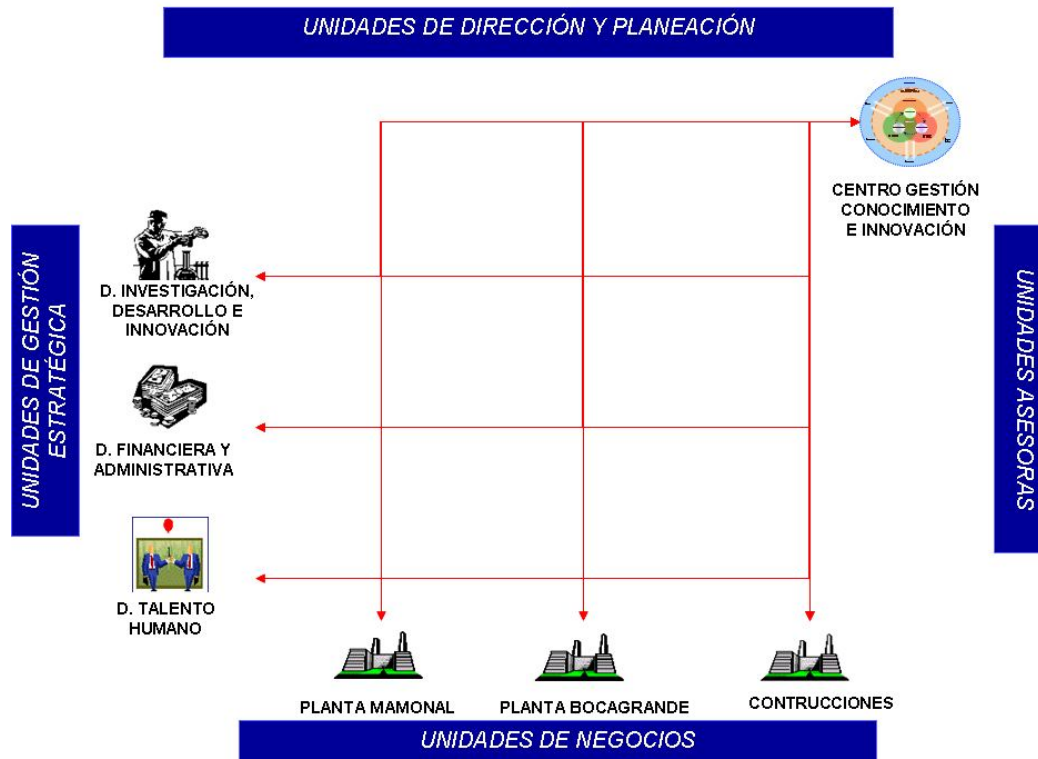 UNIDADES DE DIRECCIÓN Y PLANEACIÓN
CENTRO GESTIÓN
CONOCIMIENTO
E INNOVACIÓN
UNIDADES DE GESTIÓN
ESTRATÉGICA
D. INVESTIGACIÓN,
DESARROLLO E
INNOVACIÓN
D. FINANCIERA Y
ADMINISTRATIVA
D. TALENTO
HUMANO
UNIDADES ASESORAS
PLANTA MAMONAL
PLANTA BOCAGRANDE
CONTRUCCIONES
UNIDADES DE NEGOCIOS